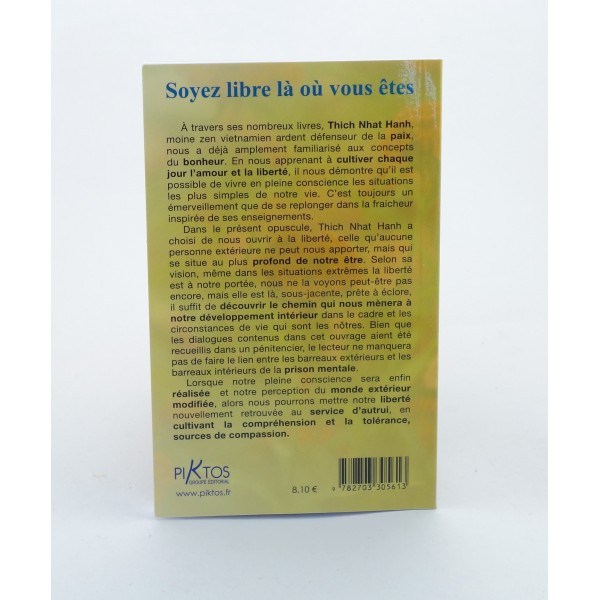 Soyez libre là où vous êtes
À travers ses nombreux livres, Thich Nhat Hanh,
moine zen vietnamien ardent défenseur de la paix,
nous a déjà amplement familiarisé aux concepts
du bonheur. En nous apprenant à cultiver chaque
jour l'amour et la liberté, il nous démontre qu'il est
possible de vivre en pleine conscience les situations
les plus simples de notre vie. C'est toujours un
émerveillement que de se replonger dans la fraicheur
inspirée de ses enseignements.
Dans le présent opuscule, Thich Nhat Hanh a
choisi de nous ouvrir à la liberté, celle qu'aucune
personne extérieure ne peut nous apporter, mais qui
se situe au plus profond de notre être. Selon sa
vision, même dans les situations extrêmes la liberté
est à notre portée, nous ne la voyons peut-être pas
encore, mais elle est là, sous-jacente, prête à éclore,
il suffit de découvrir le chemin qui nous mènera à
notre développement intérieur dans le cadre et les
circonstances de vie qui sont les nôtres. Bien que
les dialogues contenus dans cet ouvrage aient été
recueillis dans un pénitencier, le lecteur ne manquera
pas de faire le lien entre les barreaux extérieurs et les
barreaux intérieurs de la prison mentale.
Lorsque notre pleine conscience sera enfin
réalisée et notre perception du monde extérieur
modifiée, alors nous pourrons mettre notre liberté
nouvellement retrouvée au service d'autrui, en
cultivant la compréhension et la tolérance,
sources de compassion.
PIKTOS
GROUPE ÉDITORIAL
www.piktos.fr
8,10 €
9 782703 305613